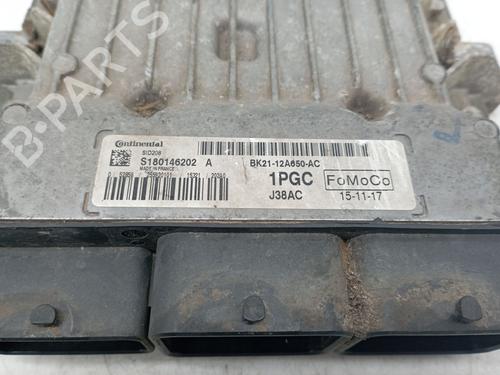 B-PARTS
Continental
SID208
S180146202 A
MADE IN FRANCE
BK21-12A650-AC
1PGC
FoMoCo
J38AC
15-11-17